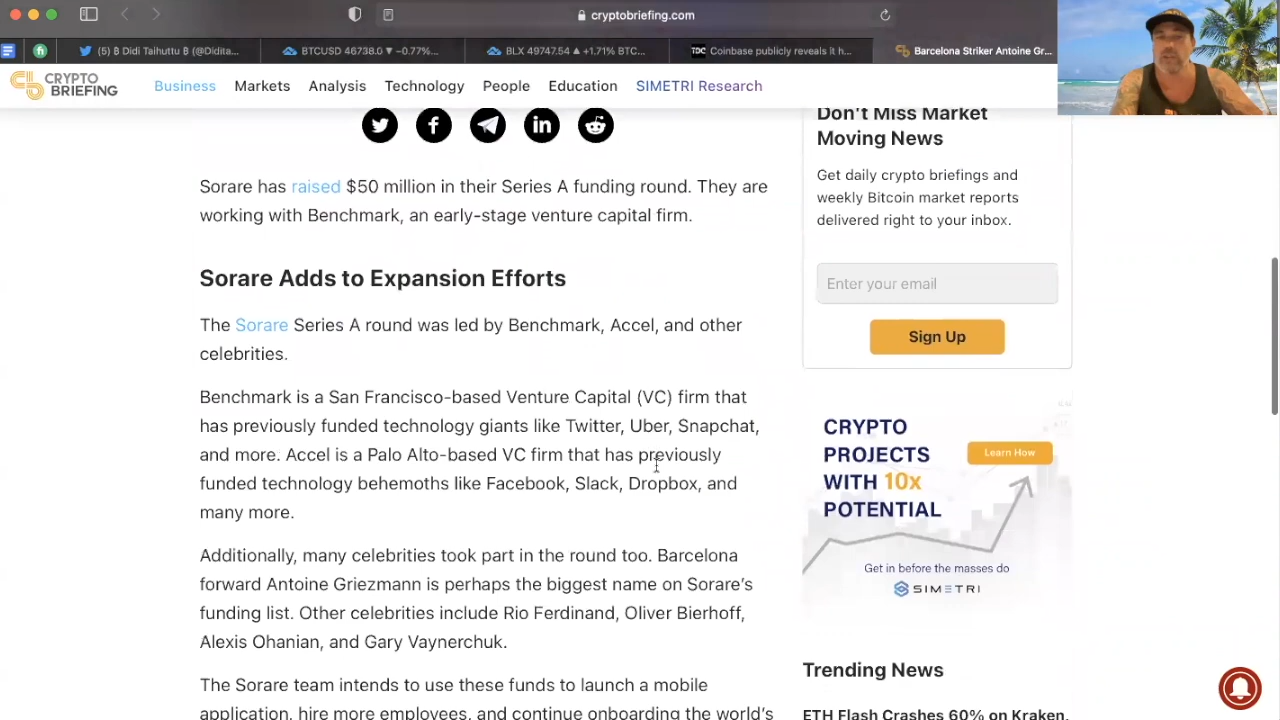 cryptobriefing.com
(5) ₿ Didi Taihuttu ₿ (@Didita...
BTCUSD 46738.0 ▼ −0.77%...
BLX 49747.54 ▲ +1.71% BTC...
TDC Coinbase publicly reveals it h...
Barcelona Striker Antoine Gr...
CRYPTO
BRIEFING
Business Markets Analysis Technology People Education SIMETRI Research
Sorare has raised $50 million in their Series A funding round. They are
working with Benchmark, an early-stage venture capital firm.
Sorare Adds to Expansion Efforts
The Sorare Series A round was led by Benchmark, Accel, and other
celebrities.
Benchmark is a San Francisco-based Venture Capital (VC) firm that
has previously funded technology giants like Twitter, Uber, Snapchat,
and more. Accel is a Palo Alto-based VC firm that has previously
funded technology behemoths like Facebook, Slack, Dropbox, and
many more.
Additionally, many celebrities took part in the round too. Barcelona
forward Antoine Griezmann is perhaps the biggest name on Sorare's
funding list. Other celebrities include Rio Ferdinand, Oliver Bierhoff,
Alexis Ohanian, and Gary Vaynerchuk.
The Sorare team intends to use these funds to launch a mobile
application, hire more employees, and continue onboarding the world's
Don't Miss Market
Moving News
Get daily crypto briefings and
weekly Bitcoin market reports
delivered right to your inbox.
Enter your email
Sign Up
CRYPTO
PROJECTS
WITH 10x
POTENTIAL
Learn How
Get in before the masses do
SIMETRI
Trending News
ETH Flash Crashes 60% on Kraken,